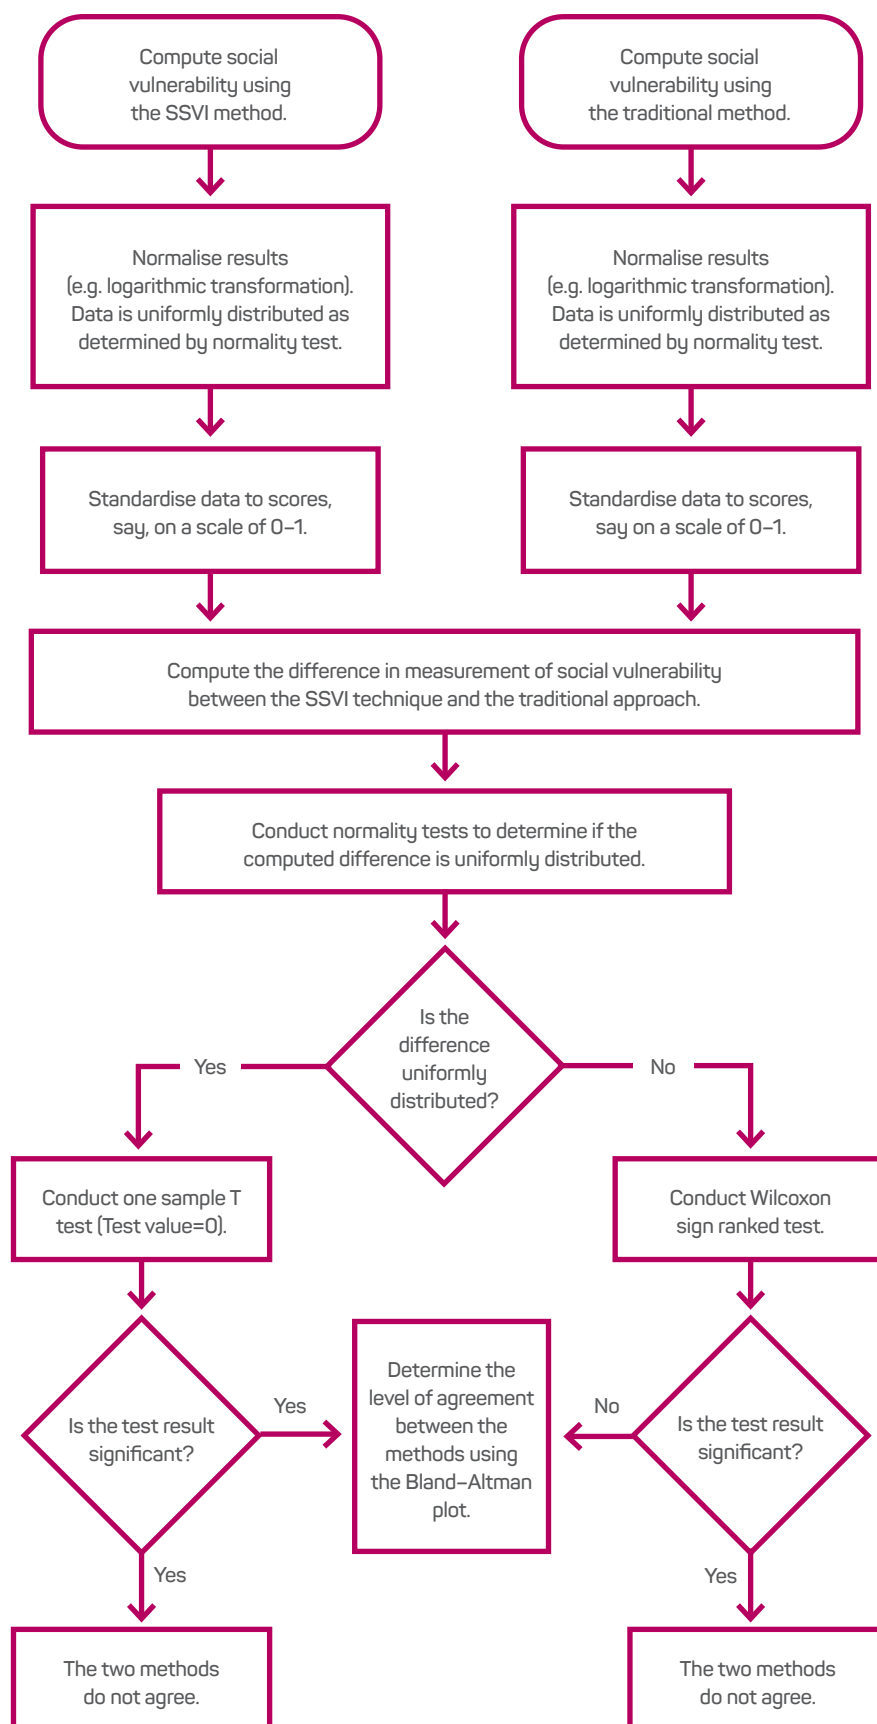 Compute social
vulnerability using
the SSVI method.
Compute social
vulnerability using
the traditional method.
Normalise results
(e.g. logarithmic transformation).
Data is uniformly distributed as
determined by normality test.
Normalise results
(e.g. logarithmic transformation).
Data is uniformly distributed as
determined by normality test.
Standardise data to scores,
say, on a scale of 0–1.
Standardise data to scores,
say on a scale of 0–1.
Compute the difference in measurement of social vulnerability
between the SSVI technique and the traditional approach.
Conduct normality tests to determine if the
computed difference is uniformly distributed.
Is the
difference
uniformly
distributed?
Yes
No
Conduct one sample T
test (Test value=0).
Conduct Wilcoxon
sign ranked test.
Is the test result
significant?
Yes
Determine the
level of agreement
between the
methods using
the Bland–Altman
plot.
No
Is the test result
significant?
Yes
Yes
The two methods
do not agree.
The two methods
do not agree.